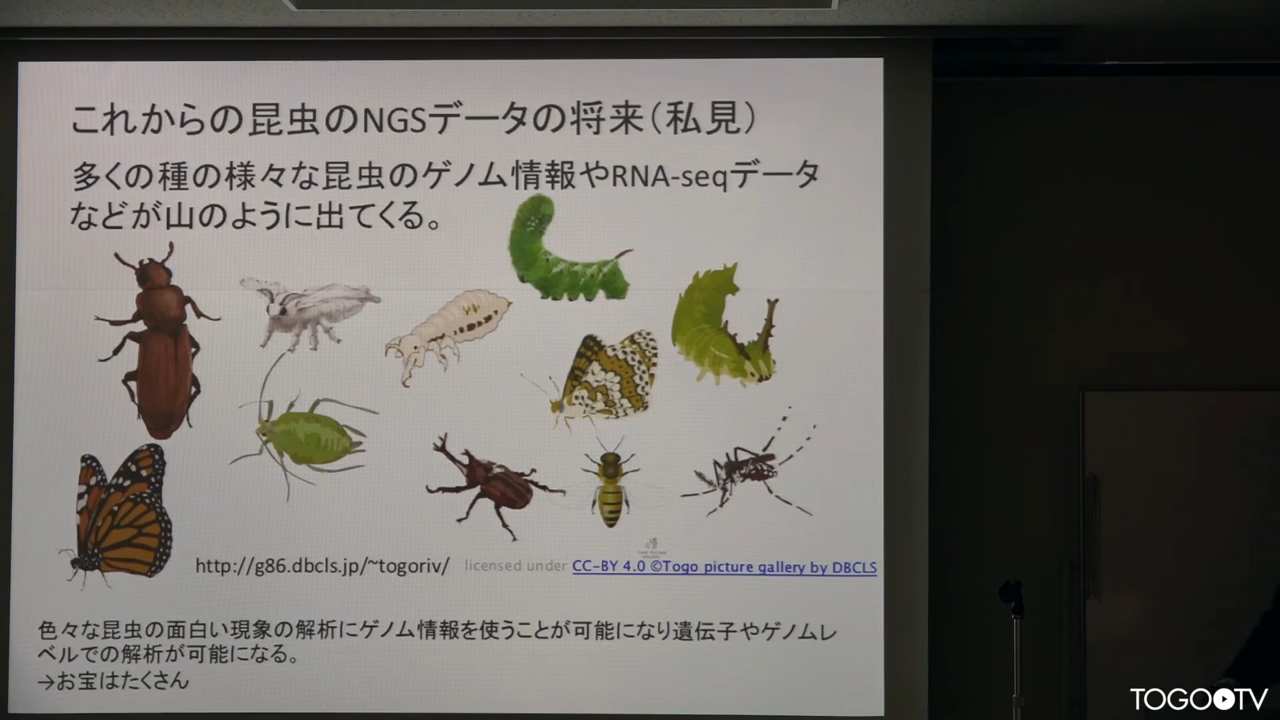 これからの昆虫のNGSデータの将来（私見）
多くの種の様々な昆虫のゲノム情報やRNA-seqデータ
などが山のように出てくる。
http://g86.dbcls.jp/~togoriv/ licensed under CC-BY 4.0 ©Togo picture gallery by DBCLS
色々な昆虫の面白い現象の解析にゲノム情報を使うことが可能になり遺伝子やゲノムレ
ベルでの解析が可能になる。
→お宝はたくさん
TOGO TV